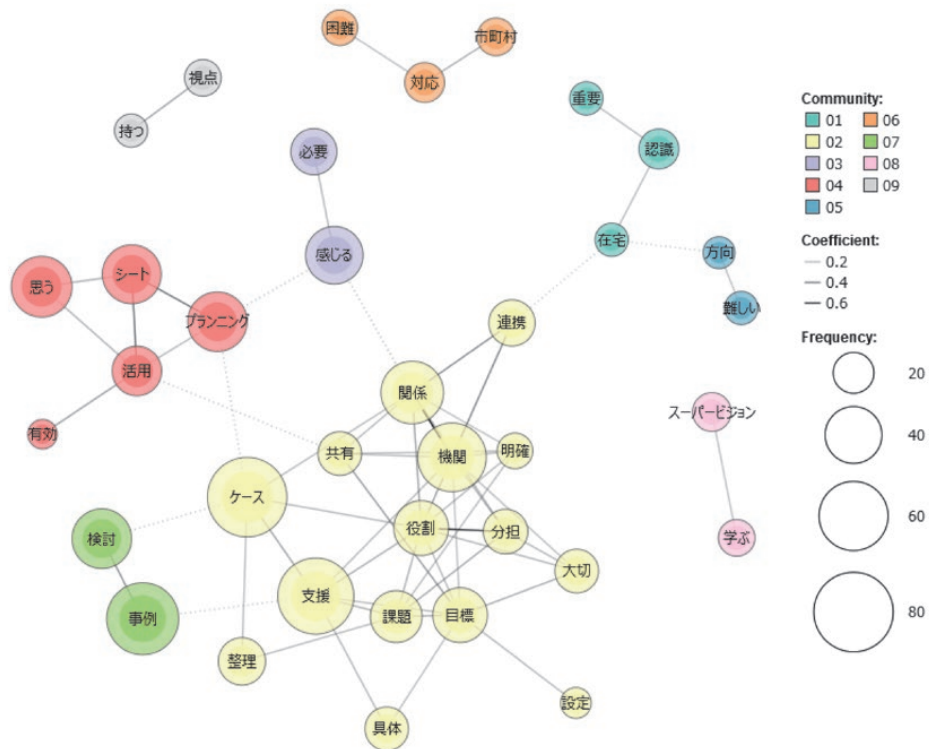 困難
市町村
対応
視点
持つ
重要
認識
必要
感じる
在宅
方向
難しい
思う
シート
プランニング
活用
有効
連携
関係
共有
機関
明確
ケース
役割
分担
検討
事例
支援
課題
目標
大切
整理
具体
設定
スーパービジョン
学ぶ
Community:
01 06
02 07
03 08
04 09
05
Coefficient:
0.2
0.4
0.6
Frequency:
20
40
60
80